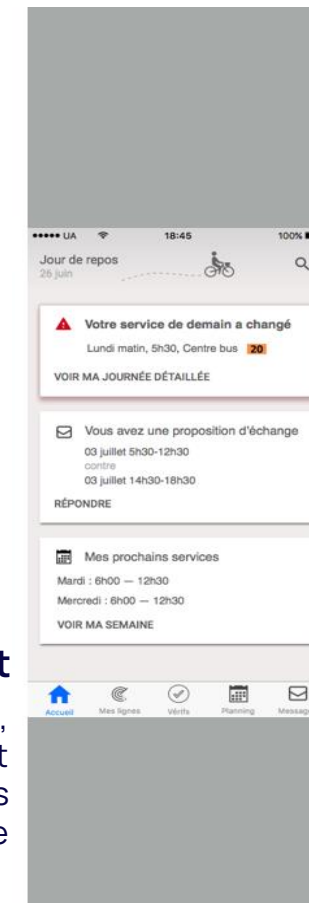 UA 18:45 100%
Jour de repos
26 juin
Votre service de demain a changé
Lundi matin, 5h30, Centre bus 20
VOIR MA JOURNÉE DÉTAILLÉE
Vous avez une proposition d'échange
03 juillet 5h30-12h30
contre
03 juillet 14h30-18h30
RÉPONDRE
Mes prochains services
Mardi : 6h00 — 12h30
Mercredi : 6h00 — 12h30
VOIR MA SEMAINE
t
,
t
s
e
Accueil Mes lignes Vérifs Planning Message